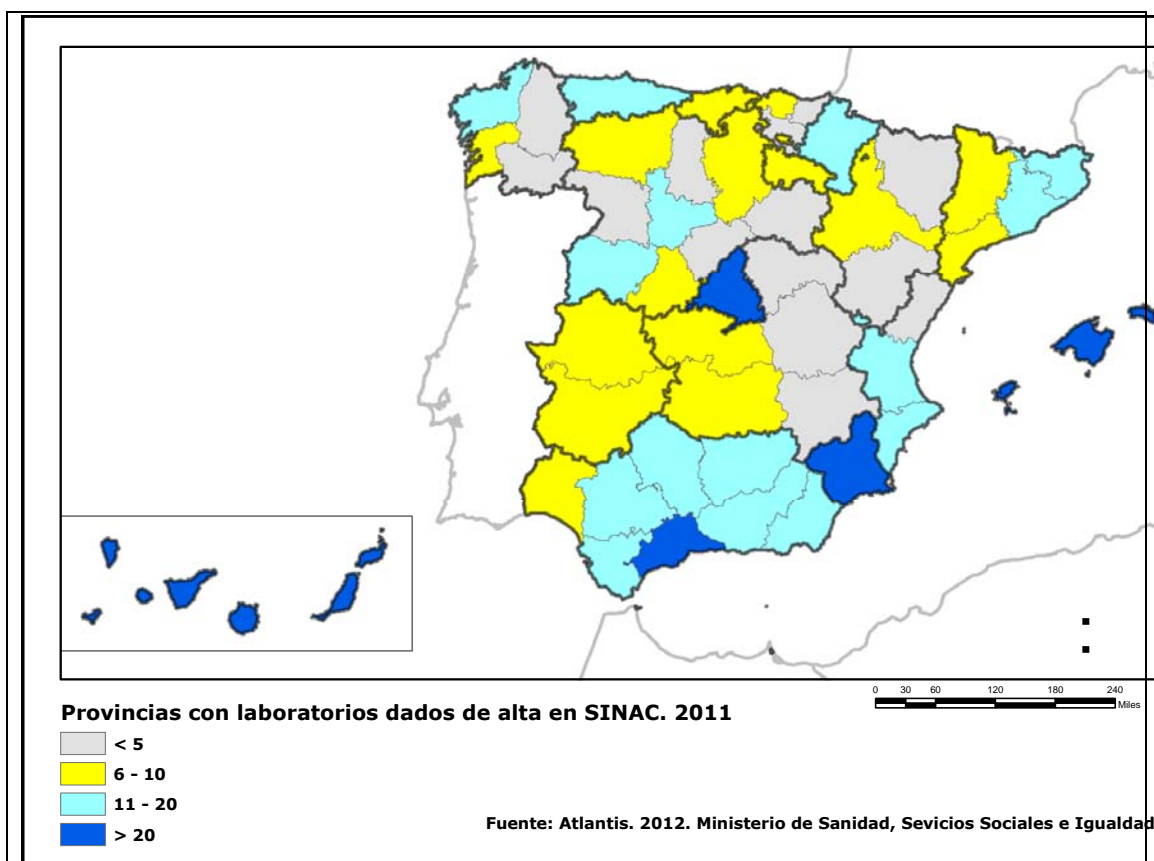 0 30 60 120 180 240
Miles
Provincias con laboratorios dados de alta en SINAC. 2011
< 5
6 - 10
11 - 20
> 20
Fuente: Atlantis. 2012. Ministerio de Sanidad, Sevicios Sociales e Igualdad